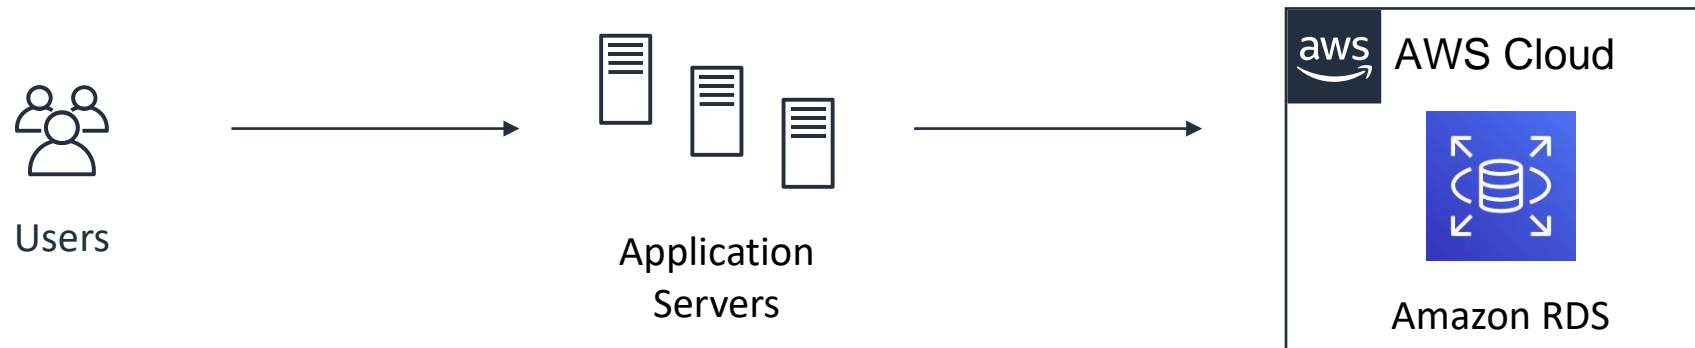 aws
AWS Cloud
Users
Application
Servers
Amazon RDS